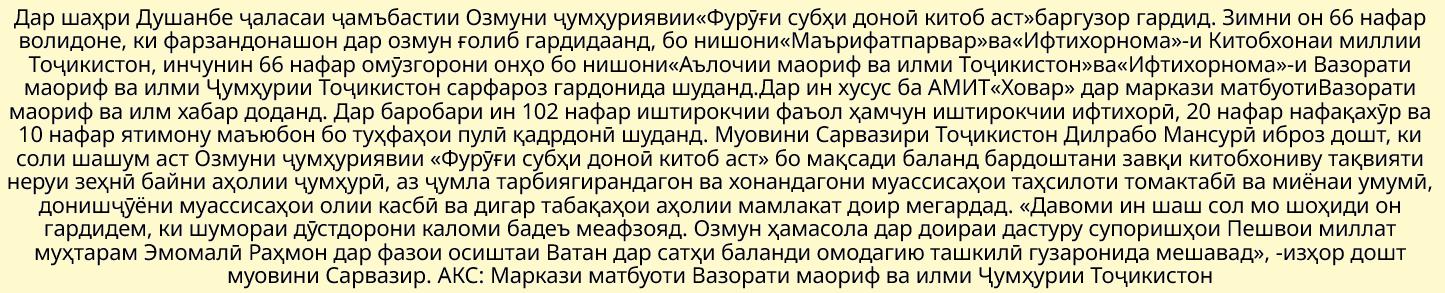 Дар шаҳри Душанбе ҷаласаи ҷамъбастии Озмуни ҷумҳуриявии«Фурӯғи субҳи доной китоб аст»баргузор гардид. Зимни он 66 нафар
волидоне, ки фарзандонашон дар озмун ғолиб гардидаанд, бо нишони«Маърифатпарвар»ва«Ифтихорнома»-и Китобхонаи миллии
Тоҷикистон, инчунин 66 нафар омӯзгорони онҳо бо нишони«Аълочии маориф ва илми Тоҷикистон»ва«Ифтихорнома»-и Вазорати
маориф ва илми Ҷумҳурии Тоҷикистон сарфароз гардонида шуданд.Дар ин хусус ба АМИТ«Ховар» дар маркази матбуотиВазорати
маориф ва илм хабар доданд. Дар баробари ин 102 нафар иштирокчии фаъол ҳамчун иштирокчии ифтихорӣ, 20 нафар нафақахӯр ва
10 нафар ятимону маъюбон бо туҳфаҳои пулӣ қадрдонӣ шуданд. Муовини Сарвазири Тоҷикистон Дилрабо Мансурӣ иброз дошт, ки
соли шашум аст Озмуни ҷумҳуриявии «Фурӯғи субҳи доноӣ китоб аст» бо мақсади баланд бардоштани завқи китобхониву тақвияти
неруи зеҳнӣ байни аҳолии ҷумҳурӣ, аз ҷумла тарбиягирандагон ва хонандагони муассисаҳои таҳсилоти томактабӣ ва миёнаи умумӣ,
донишҷӯёни муассисаҳои олии касбӣ ва дигар табақаҳои аҳолии мамлакат доир мегардад. «Давоми ин шаш сол мо шоҳиди он
гардидем, ки шумораи дӯстдорони каломи бадеъ меафзояд. Озмун ҳамасола дар доираи дастуру супоришҳои Пешвои миллат
муҳтарам Эмомалӣ Раҳмон дар фазои осиштаи Ватан дар сатҳи баланди омодагию ташкилӣ гузаронида мешавад», -изҳор дошт
муовини Сарвазир. АКС: Маркази матбуоти Вазорати маориф ва илми Ҷумҳурии Тоҷикистон